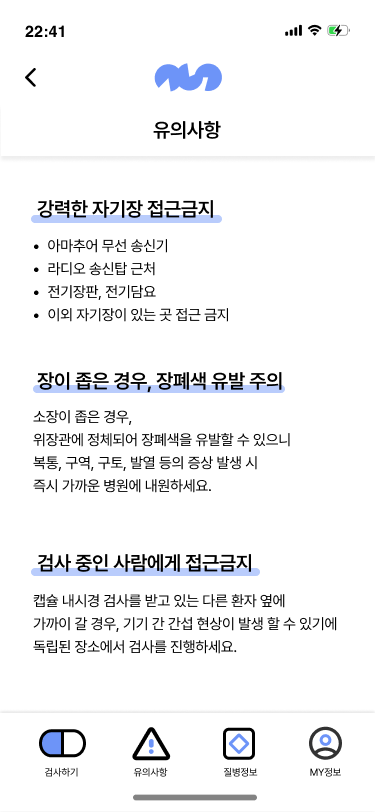 22:41
유의사항
강력한 자기장 접근금지
• 아마추어 무선 송신기
• 라디오 송신탑 근처
• 전기장판, 전기담요
• 이외 자기장이 있는 곳 접근 금지
장이 좁은 경우, 장폐색 유발 주의
소장이 좁은 경우,
위장관에 정체되어 장폐색을 유발할 수 있으니
복통, 구역, 구토, 발열 등의 증상 발생 시
즉시 가까운 병원에 내원하세요.
검사 중인 사람에게 접근금지
캡슐 내시경 검사를 받고 있는 다른 환자 옆에
가까이 갈 경우, 기기 간 간섭 현상이 발생 할 수 있기에
독립된 장소에서 검사를 진행하세요.
검사하기 유의사항 질병정보 MY정보